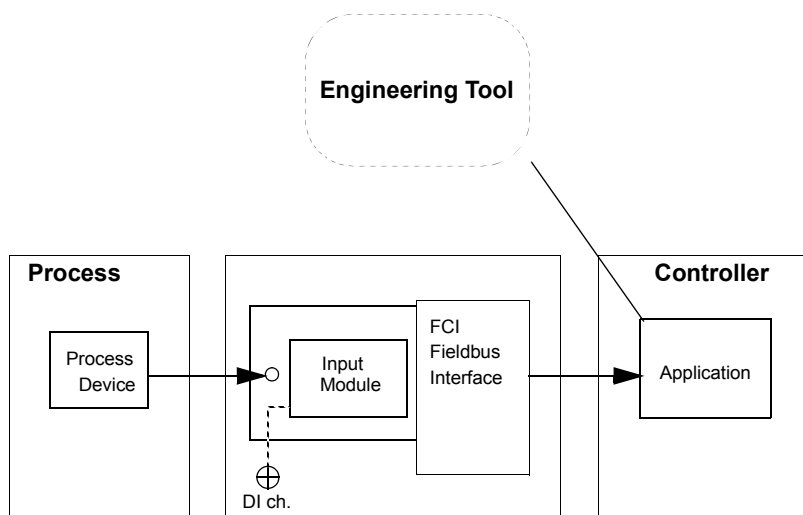 Engineering Tool
Process
Controller
Process
Device
Input
Module
FCI
Fieldbus
Interface
Application
DI ch.